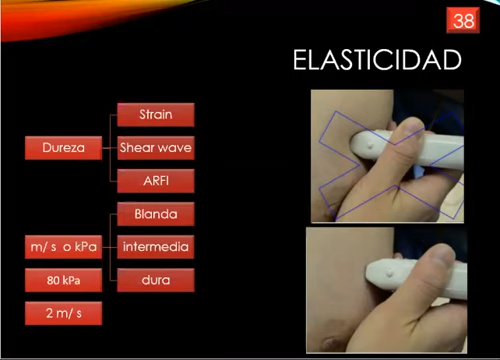 38
ELASTICIDAD
Strain
Dureza
Shear wave
ARFI
Blanda
m/ s o kPa
intermedia
80 kPa
dura
2 m/ s